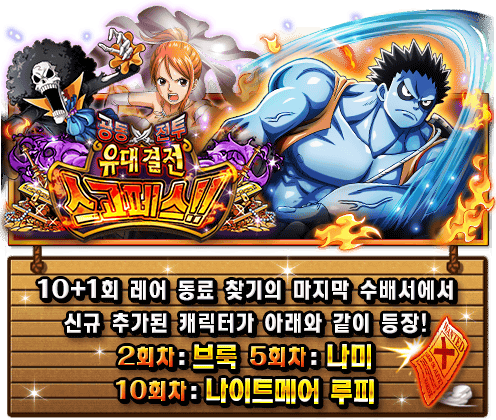 공동 전투
유대 결전
스고페스!!
10+1회 레어 동료 찾기의 마지막 수배서에서
신규 추가된 캐릭터가 아래와 같이 등장!
2회차: 브룩 5회차: 나미
10회차: 나이트메어 루피
WANTED